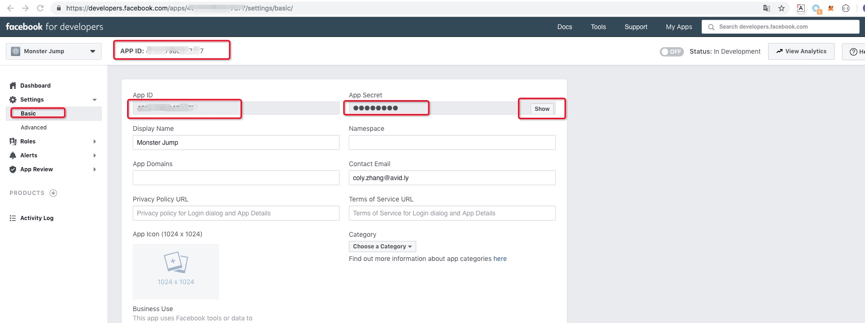 https://developers.facebook.com/apps/ /settings/basic/
facebook for developers
Docs Tools Support My Apps Search developers.facebook.com
Monster Jump
APP ID:
OFF Status: In Development View Analytics
Dashboard
Settings
Basic
Advanced
Roles
Alerts
App Review
PRODUCTS
Activity Log
App ID App Secret
Show
Display Name Namespace
Monster Jump
App Domains Contact Email
coly.zhang@avid.ly
Privacy Policy URL Terms of Service URL
Privacy policy for Login dialog and App Details Terms of Service for Login dialog and App Details
App Icon (1024 x 1024) Category
Choose a Category
Find out more information about app categories here
1024 x 1024
Business Use
This app uses Facebook tools or data to